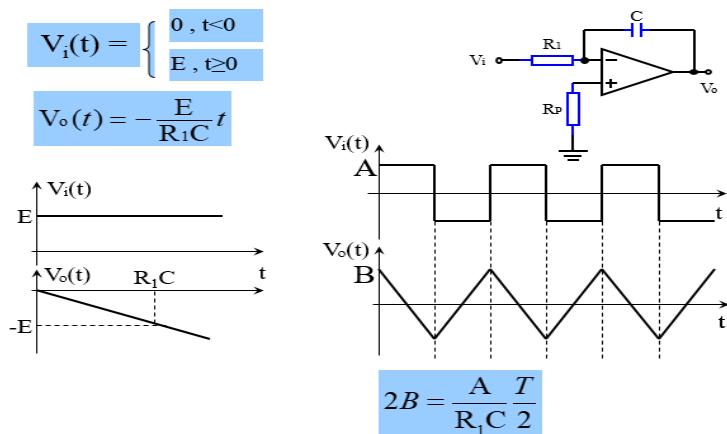 Vi(t) = { 0 , t<0
E , t≥0
Vo(t) = − E/(R1C) t
Vi(t)
E
t
Vo(t)
R1C
-E
C
R1
Vi
−
+
Vo
RP
Vi(t)
A
t
Vo(t)
B
t
2B = A/(R1C) T/2